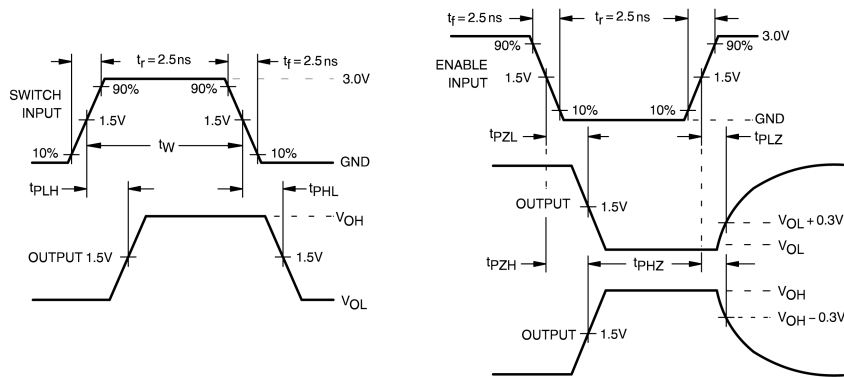 tr = 2.5 ns
tf = 2.5 ns
90%
90%
3.0V
SWITCH
INPUT
1.5V
1.5V
tW
10%
10%
GND
tPLH
tPHL
VOH
OUTPUT 1.5V
1.5V
VOL
tf = 2.5 ns
tr = 2.5 ns
90%
90%
3.0V
ENABLE
INPUT
1.5V
1.5V
10%
10%
GND
tPZL
tPLZ
OUTPUT
1.5V
VOL + 0.3V
VOL
tPZH
tPHZ
VOH
VOH – 0.3V
OUTPUT
1.5V